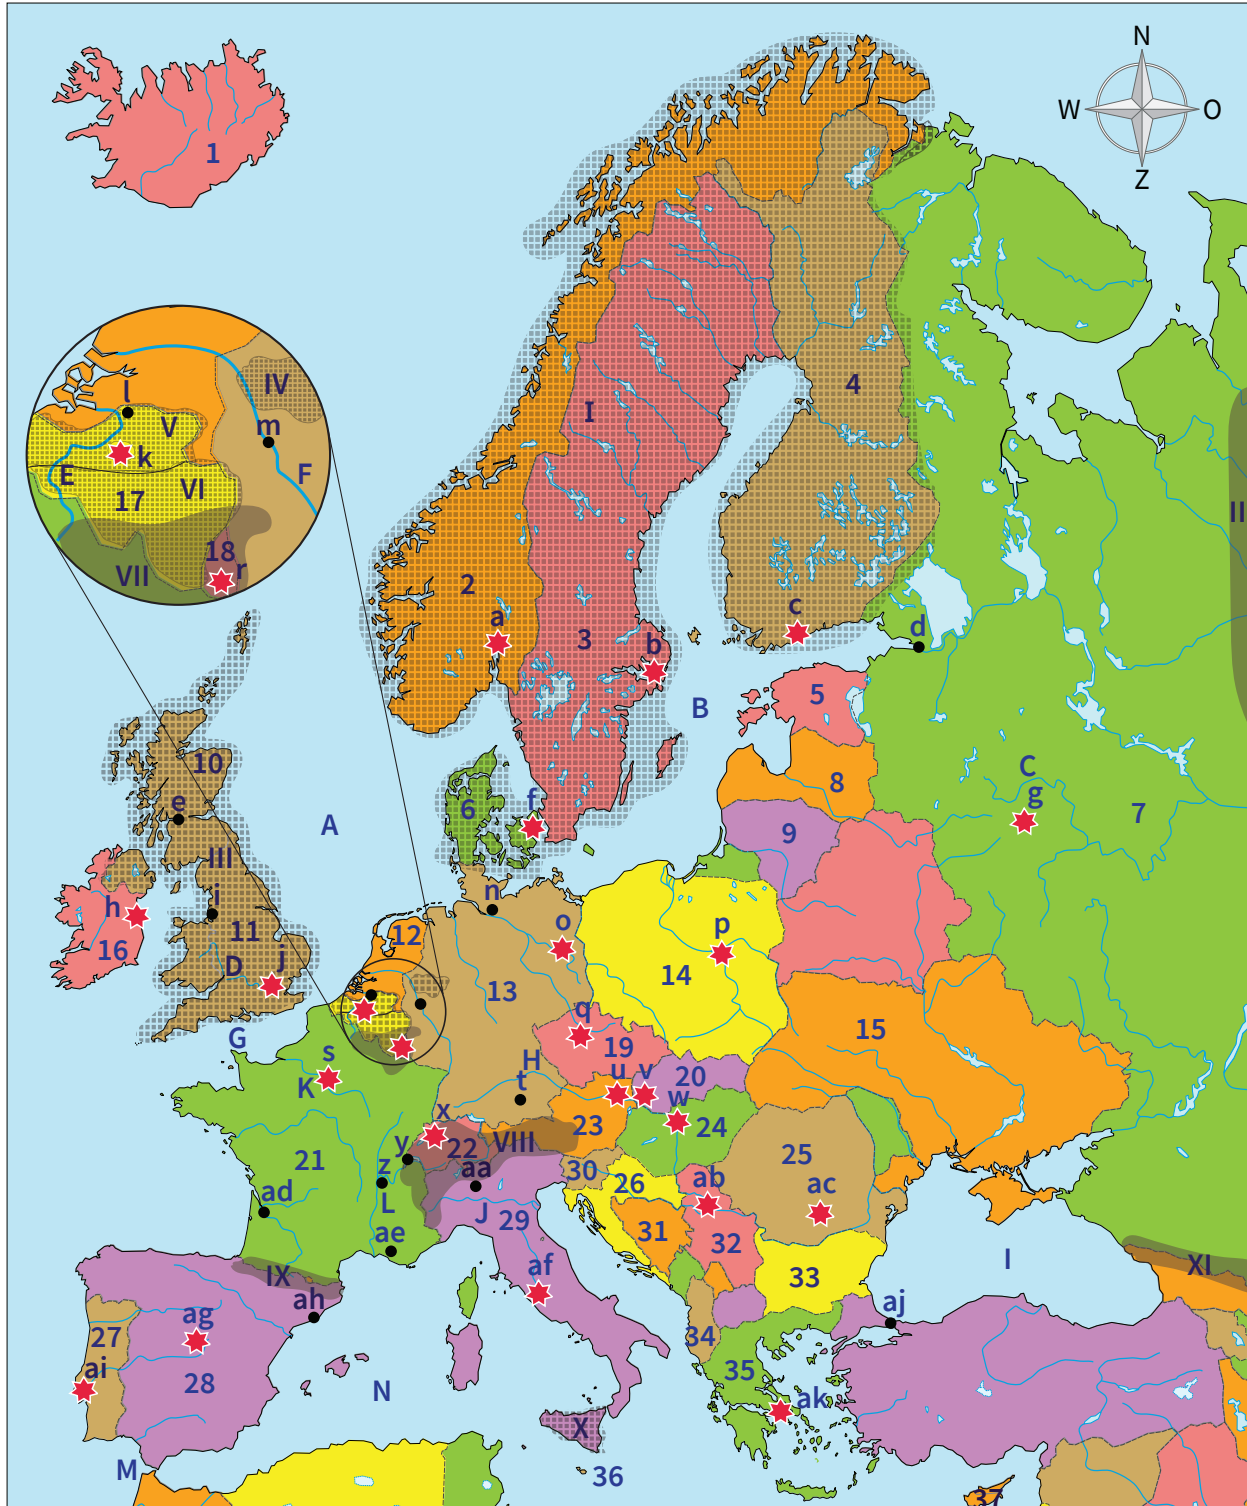 N
W O
Z
1
IV
l
V
m
k
E
F
VI
17
18
r
VII
4
I
II
2
a
3
c
b
d
B
5
C
g
7
8
9
10
e
A
6
f
III
i
h
11
16
D
j
G
n
o
12
13
p
14
q
19
H
t
u
v
20
w
15
s
K
x
y
22
VIII
23
24
25
z
aa
30
26
ab
ac
21
L
J
29
ad
ae
31
32
af
33
I
XI
IX
ah
ag
27
ai
28
N
34
35
aj
ak
X
36
M
37